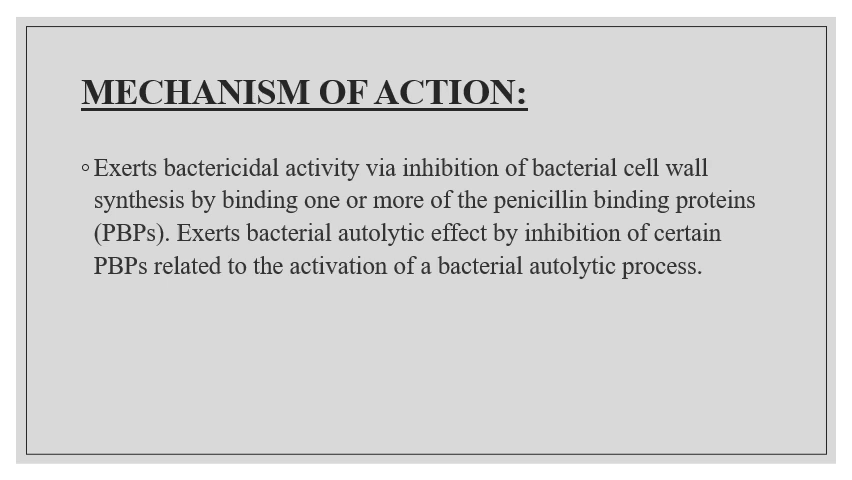 MECHANISM OF ACTION:
◦Exerts bactericidal activity via inhibition of bacterial cell wall
synthesis by binding one or more of the penicillin binding proteins
(PBPs). Exerts bacterial autolytic effect by inhibition of certain
PBPs related to the activation of a bacterial autolytic process.